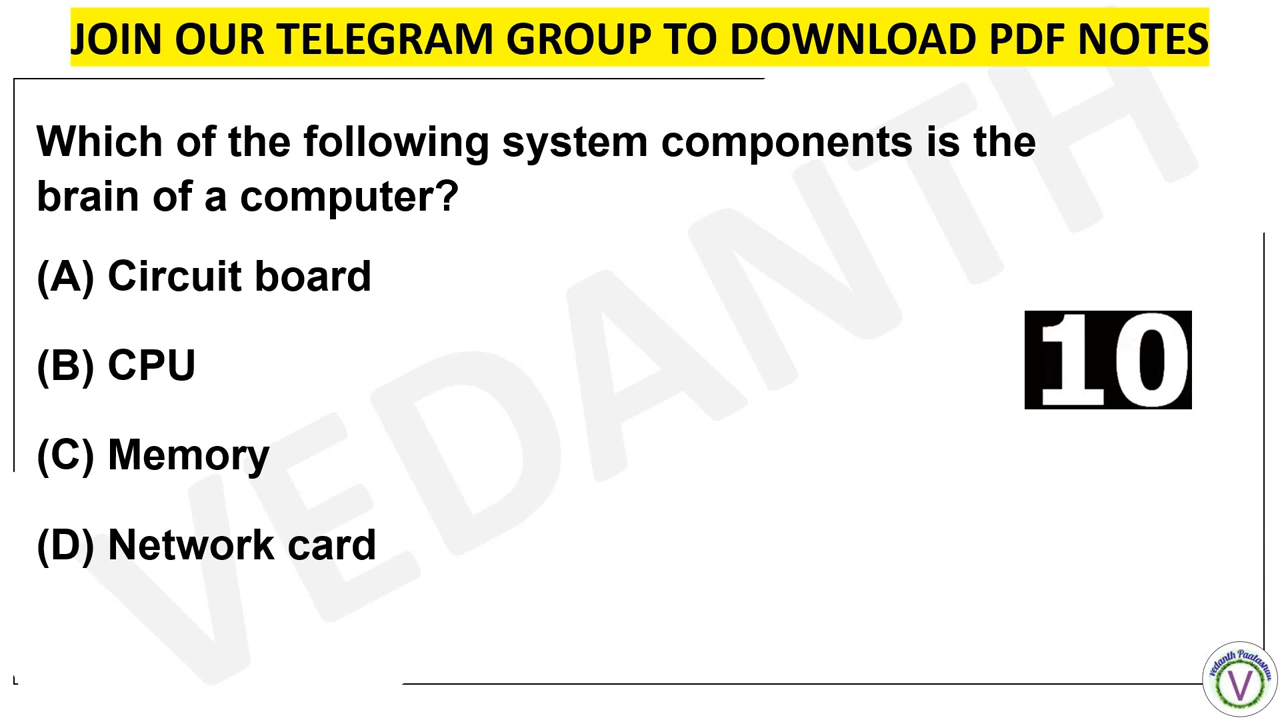 JOIN OUR TELEGRAM GROUP TO DOWNLOAD PDF NOTES
Which of the following system components is the
brain of a computer?
(A) Circuit board
(B) CPU
10
(C) Memory
(D) Network card
VEDANTH
V